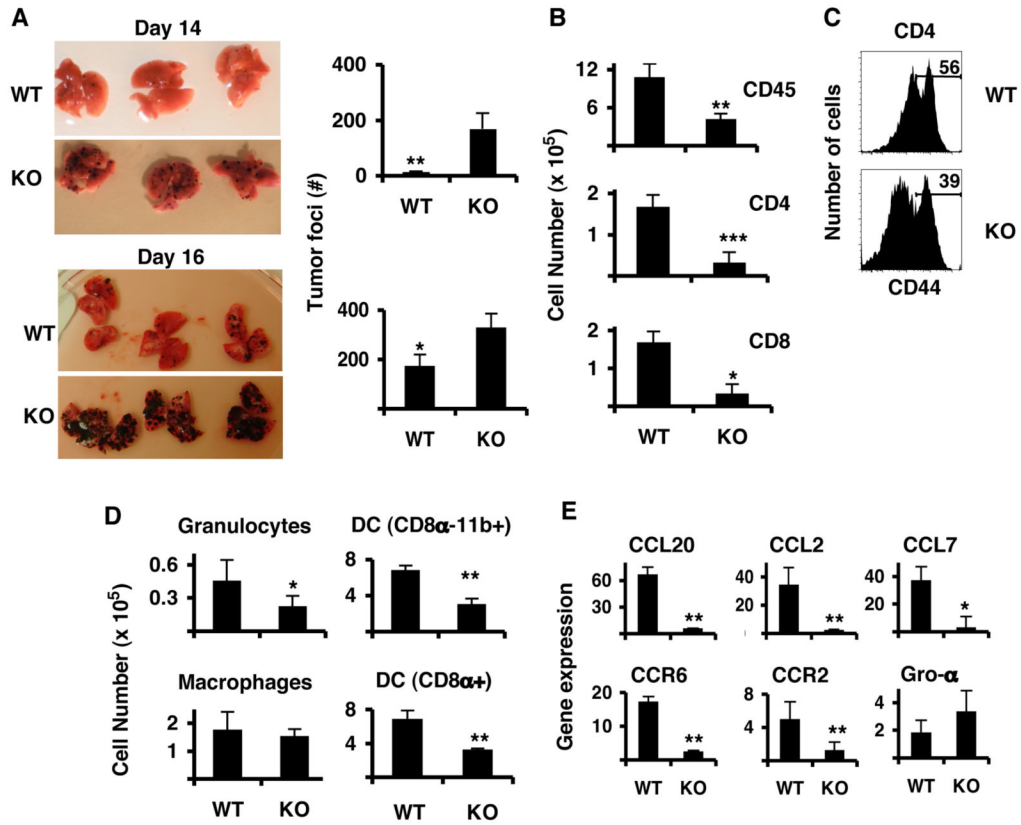 A
Day 14
WT
KO
Day 16
WT
KO
Tumor foci (#)
400
200
0
**
WT KO
400
200
*
WT KO
B
Cell Number (x 10⁵)
12
6
CD45
**
2
1
CD4
***
2
1
CD8
*
WT KO
C
CD4
Number of cells
56
WT
39
KO
CD44
D
Cell Number (x 10⁵)
Granulocytes
0.6
0.3
*
DC (CD8α-11b+)
8
4
**
Macrophages
2
1
WT KO
DC (CD8α+)
8
4
**
WT KO
E
Gene expression
CCL20
60
30
**
CCL2
40
20
**
CCL7
40
20
*
CCR6
20
10
**
WT KO
CCR2
8
4
**
WT KO
Gro-α
4
2
WT KO